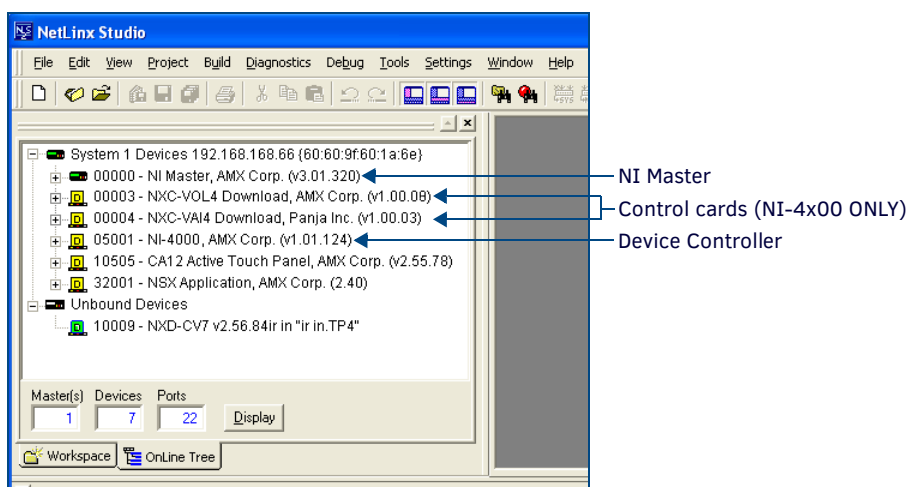 NetLinx Studio
File Edit View Project Build Diagnostics Debug Tools Settings Window Help
System 1 Devices 192.168.168.66 {60:60:9f:60:1a:6e}
00000 - NI Master, AMX Corp. (v3.01.320)
NI Master
00003 - NXC-VOL4 Download, AMX Corp. (v1.00.08)
00004 - NXC-VAI4 Download, Panja Inc. (v1.00.03)
Control cards (NI-4x00 ONLY)
05001 - NI-4000, AMX Corp. (v1.01.124)
Device Controller
10505 - CA12 Active Touch Panel, AMX Corp. (v2.55.78)
32001 - NSX Application, AMX Corp. (2.40)
Unbound Devices
10009 - NXD-CV7 v2.56.84ir in "ir in.TP4"
Master(s) Devices Ports
1 7 22 Display
Workspace OnLine Tree